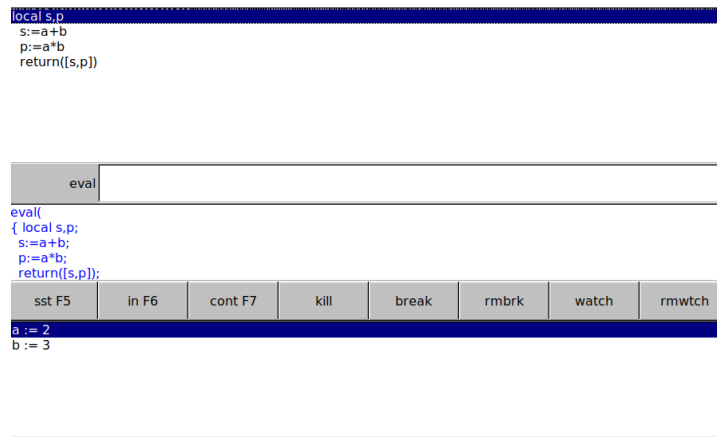 local s,p
s:=a+b
p:=a*b
return([s,p])
eval
eval(
{ local s,p;
s:=a+b;
p:=a*b;
return([s,p]);
sst F5 in F6 cont F7 kill break rmbrk watch rmwtch
a := 2
b := 3